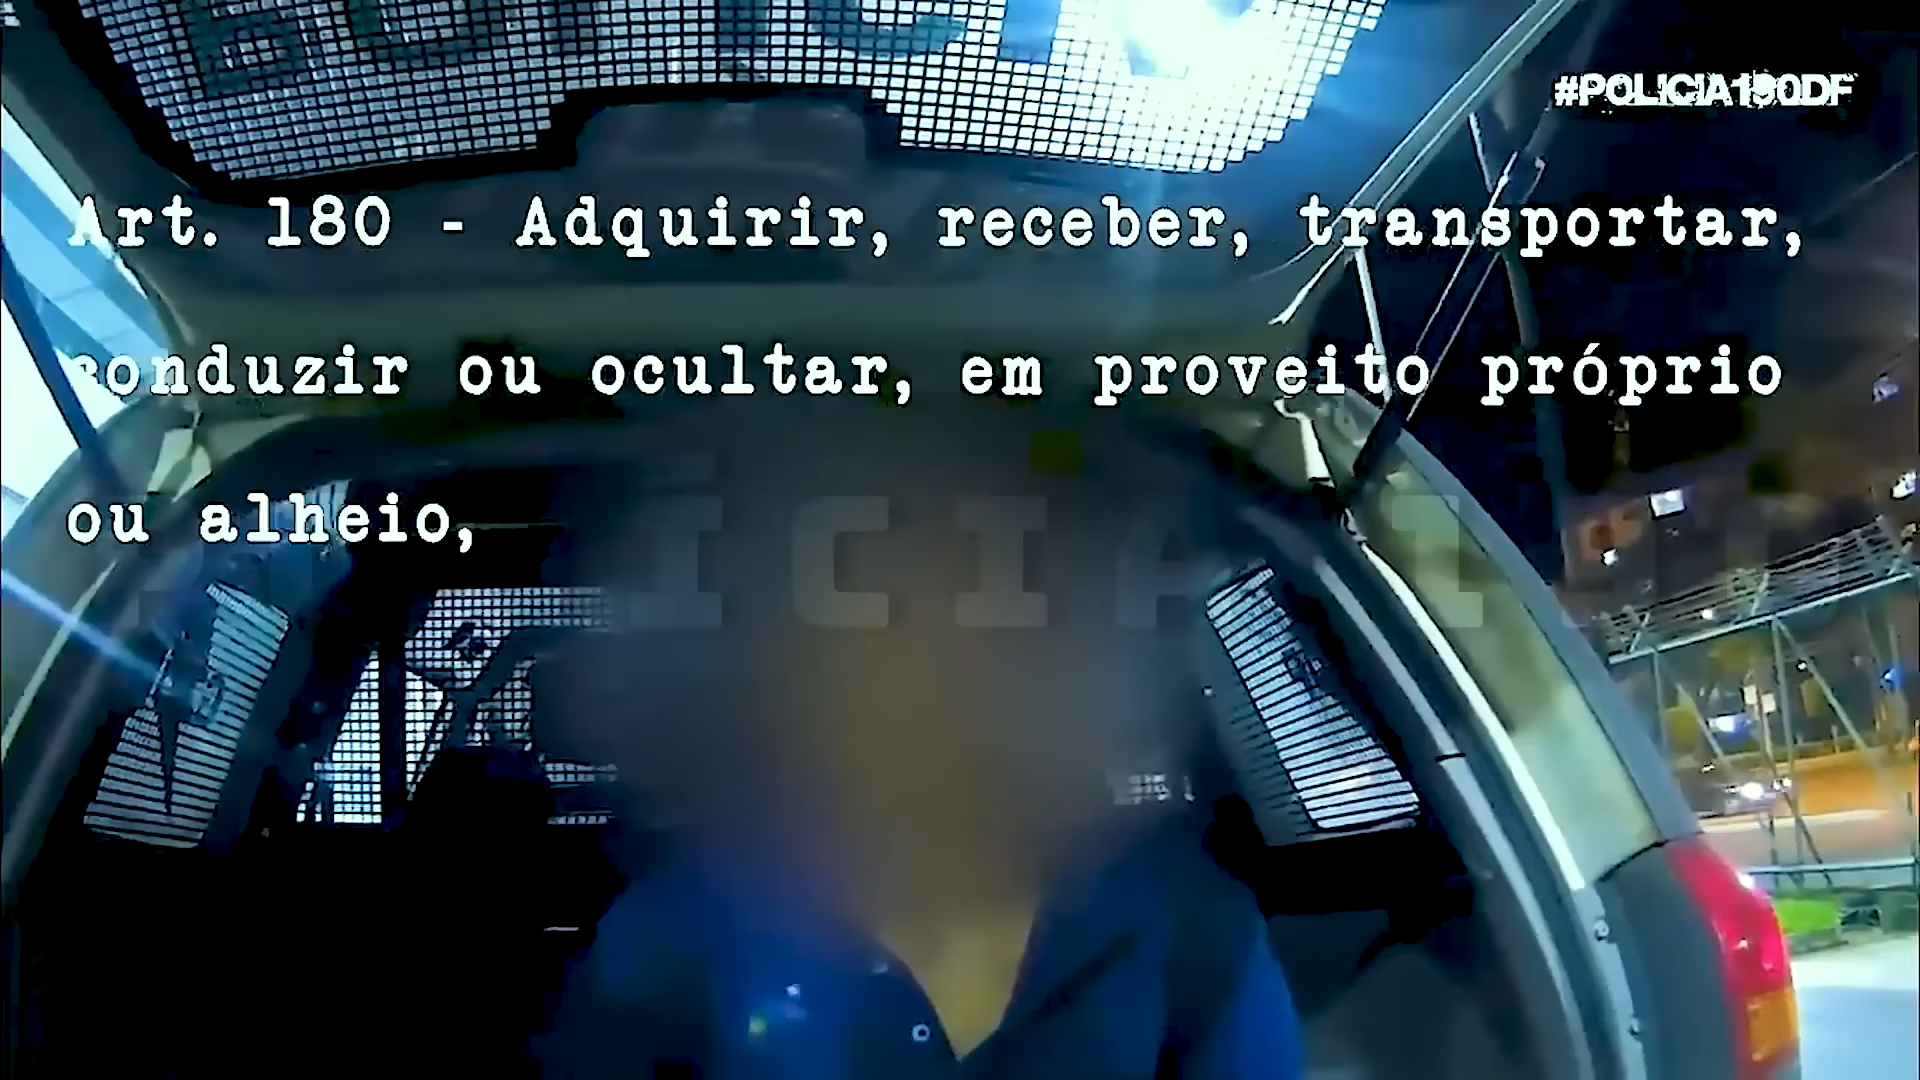 #POLICIA190DF
Art. 180 - Adquirir, receber, transportar,
conduzir ou ocultar, em proveito próprio
ou alheio,